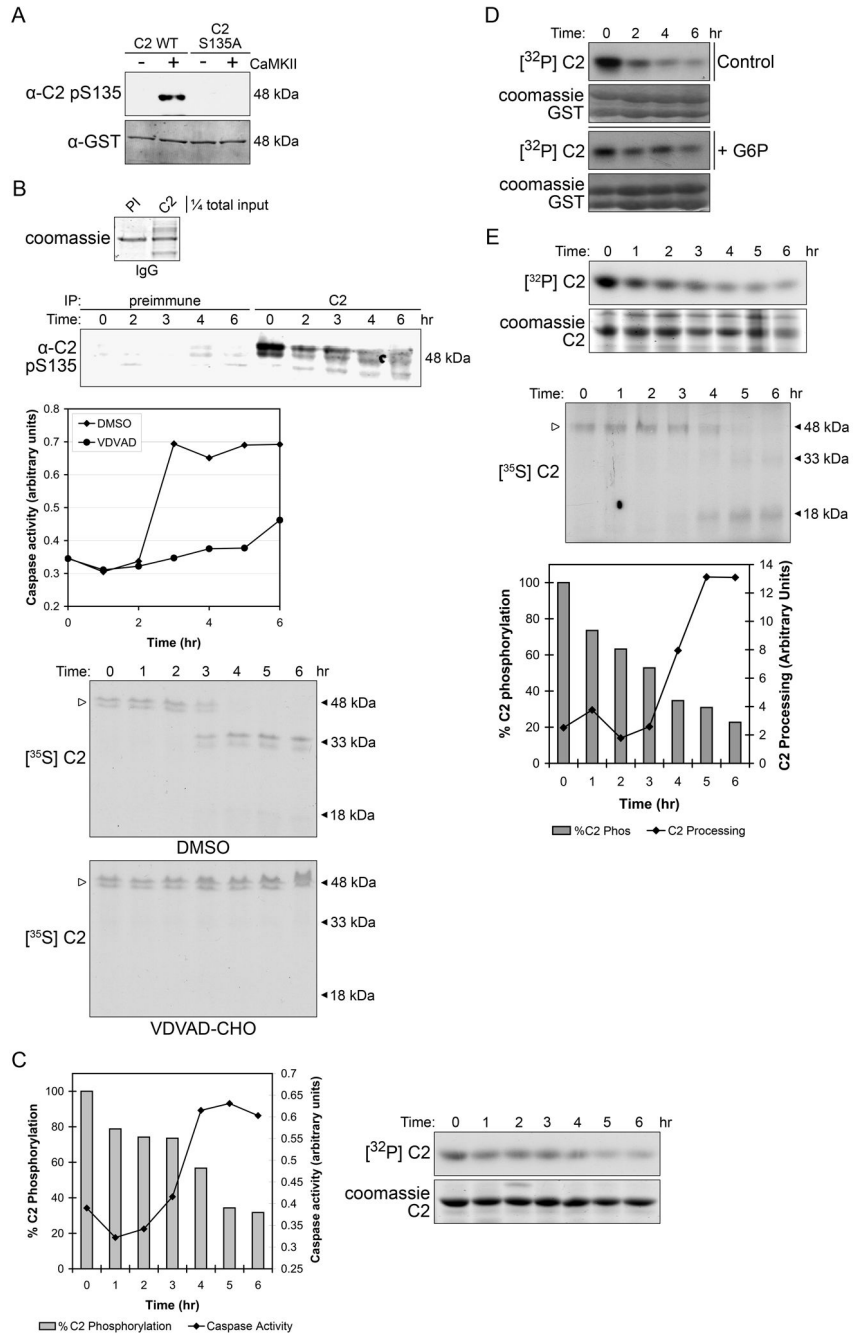 A
C2 WT
C2
S135A
- + - + CaMKII
α-C2 pS135 48 kDa
α-GST 48 kDa
B
PI C2 ¼ total input
coomassie
IgG
IP: preimmune C2
Time: 0 2 3 4 6 0 2 3 4 6 hr
α-C2
pS135
48 kDa
DMSO
VDVAD
0.8
0.7
0.6
0.5
0.4
0.3
0.2
Caspase activity (arbitrary units)
0 2 4 6
Time (hr)
Time: 0 1 2 3 4 5 6 hr
48 kDa
33 kDa
18 kDa
[³⁵S] C2
DMSO
48 kDa
33 kDa
18 kDa
[³⁵S] C2
VDVAD-CHO
C
% C2 Phosphorylation
100
80
60
40
20
0
0.7
0.65
0.6
0.55
0.5
0.45
0.4
0.35
0.3
0.25
Caspase activity (arbitrary units)
0 1 2 3 4 5 6
Time (hr)
% C2 Phosphorylation Caspase Activity
Time: 0 1 2 3 4 5 6 hr
[³²P] C2
coomassie
C2
D
Time: 0 2 4 6 hr
[³²P] C2 Control
coomassie
GST
[³²P] C2 + G6P
coomassie
GST
E
Time: 0 1 2 3 4 5 6 hr
[³²P] C2
coomassie
C2
Time: 0 1 2 3 4 5 6 hr
48 kDa
33 kDa
18 kDa
[³⁵S] C2
% C2 phosphorylation
100
80
60
40
20
0
14
12
10
8
6
4
2
0
C2 Processing (Arbitrary Units)
0 1 2 3 4 5 6
Time (hr)
%C2 Phos C2 Processing